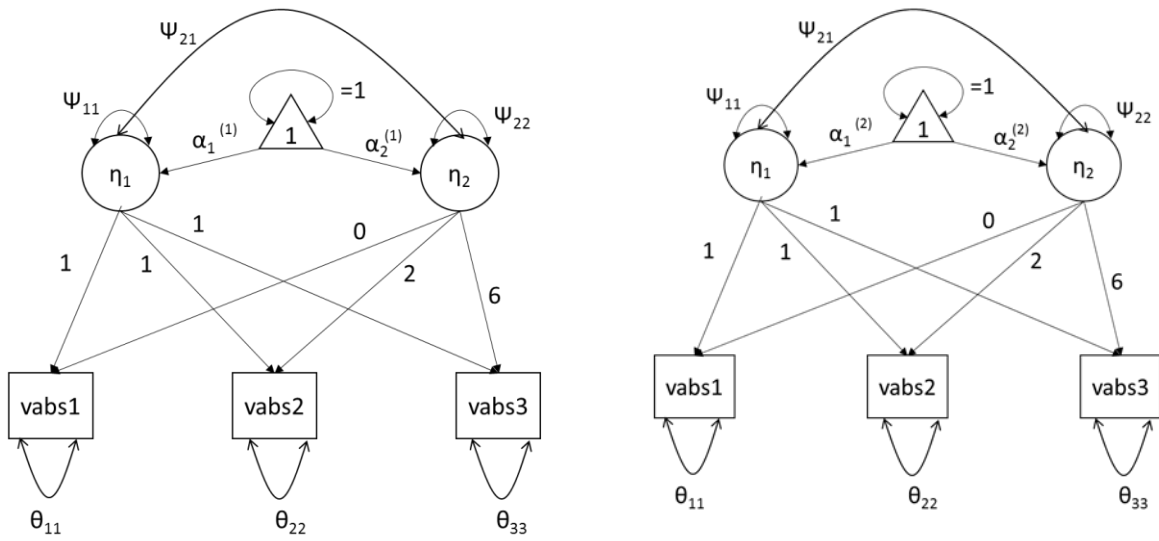 Ψ₂₁
Ψ₁₁
=1
Ψ₂₂
α₁⁽¹⁾
1
α₂⁽¹⁾
η₁
η₂
1
1
1
0
2
6
vabs1
vabs2
vabs3
θ₁₁
θ₂₂
θ₃₃
Ψ₂₁
Ψ₁₁
=1
Ψ₂₂
α₁⁽²⁾
1
α₂⁽²⁾
η₁
η₂
1
1
1
0
2
6
vabs1
vabs2
vabs3
θ₁₁
θ₂₂
θ₃₃